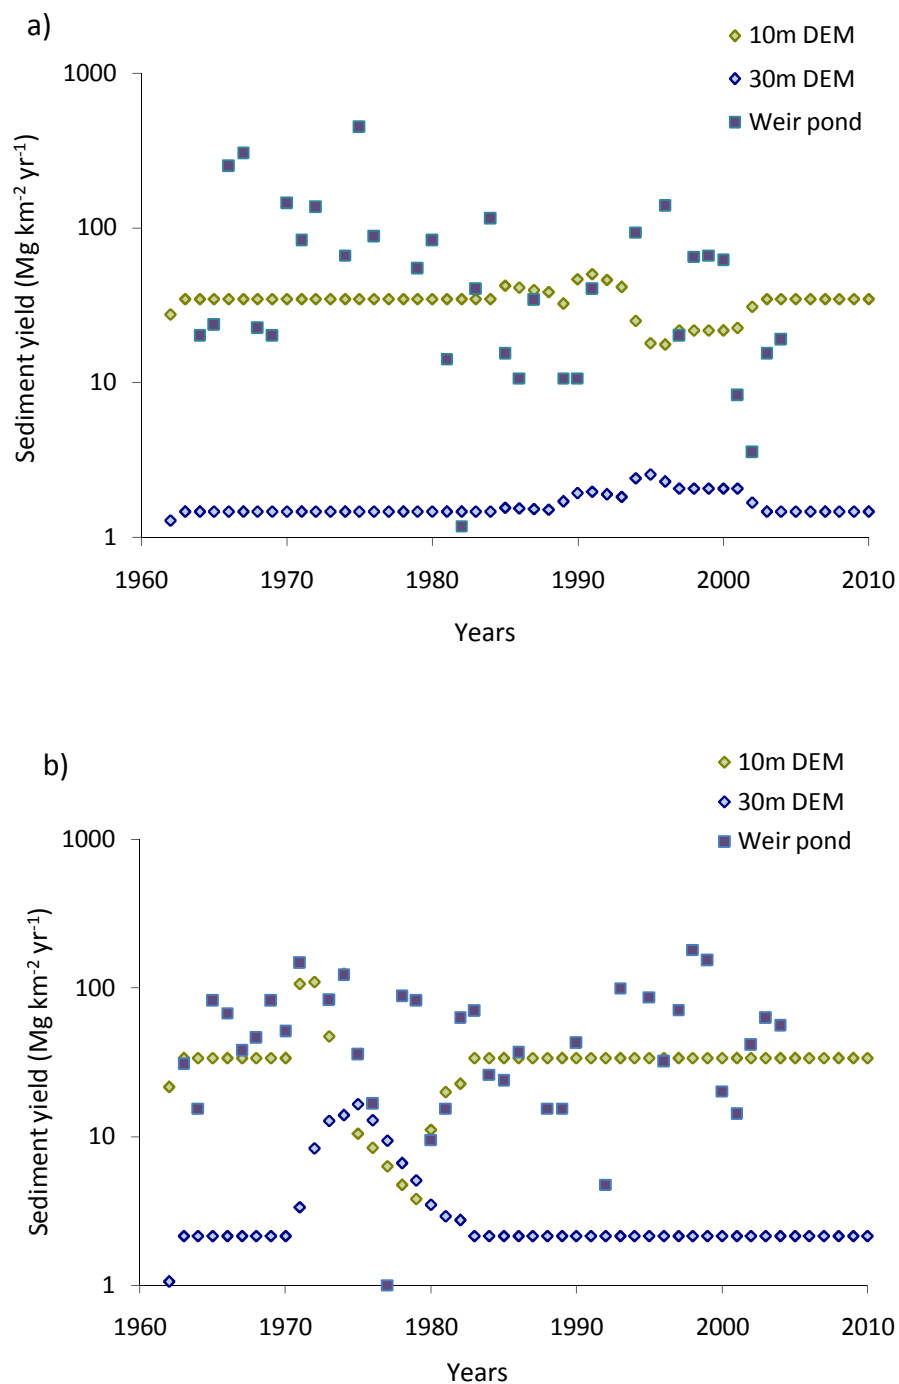 a)
10m DEM
30m DEM
Weir pond
Sediment yield (Mg km⁻² yr⁻¹)
1000
100
10
1
1960 1970 1980 1990 2000 2010
Years
b)
10m DEM
30m DEM
Weir pond
Sediment yield (Mg km⁻² yr⁻¹)
1000
100
10
1
1960 1970 1980 1990 2000 2010
Years